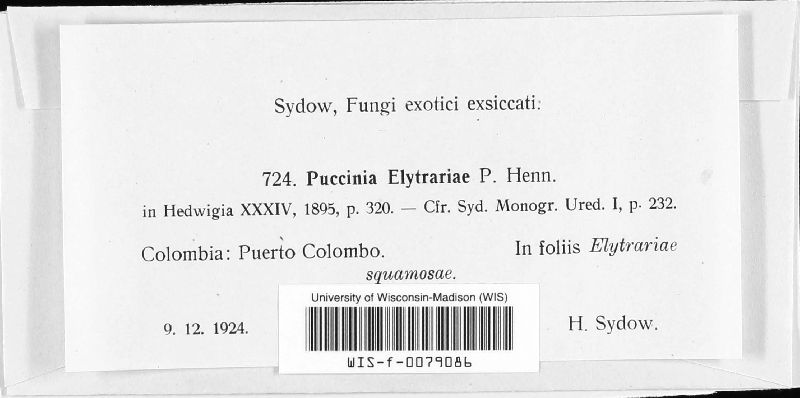 Sydow, Fungi exotici exsiccati:
724. Puccinia Elytrariae P. Henn.
in Hedwigia XXXIV, 1895, p. 320. — Cfr. Syd. Monogr. Ured. I, p. 232.
Colombia: Puerto Colombo. In foliis Elytrariae
squamosae.
University of Wisconsin-Madison (WIS)
9. 12. 1924. H. Sydow.
WIS-f-0079086